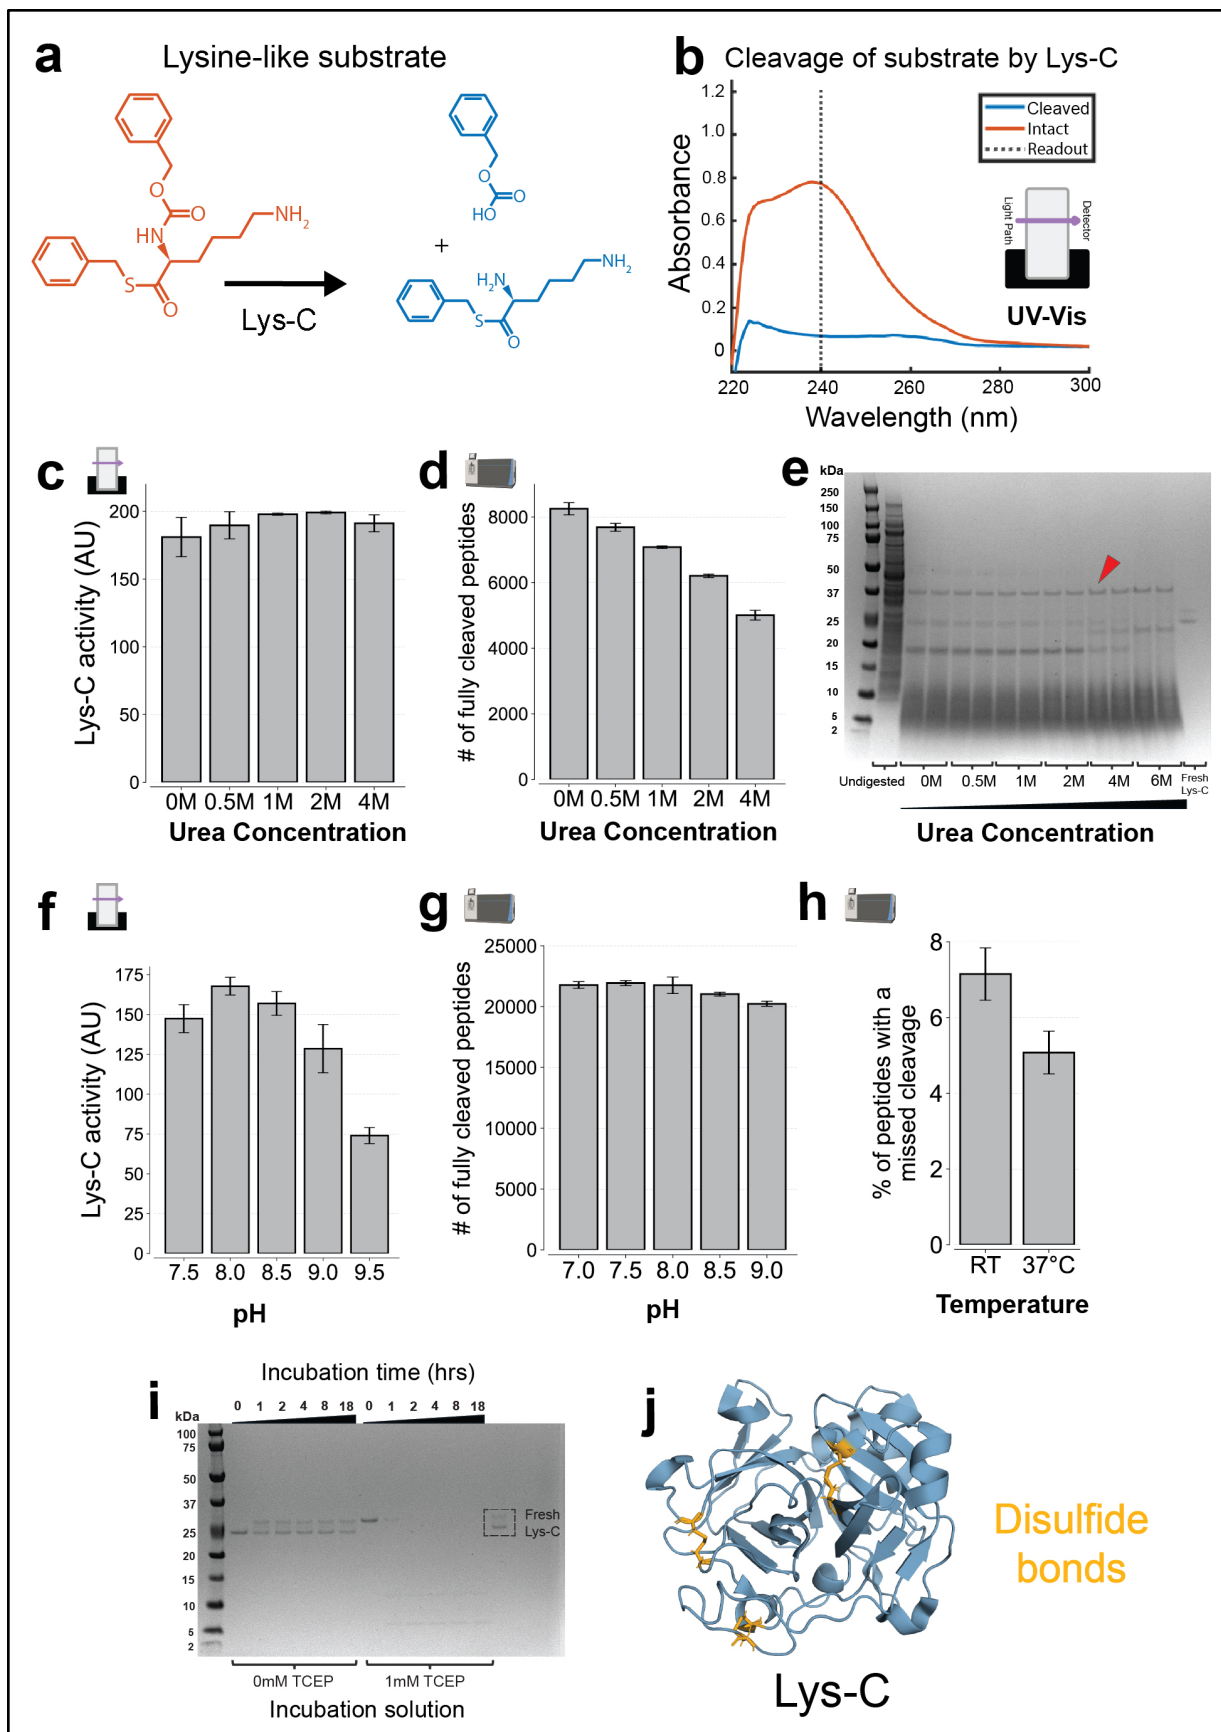 a
Lysine-like substrate
O
O
HN
NH2
S
O
Lys-C
O
O
HO
+
H2N
NH2
S
O
b
Cleavage of substrate by Lys-C
Absorbance
1.2
1.0
0.8
0.6
0.4
0.2
0
220
240
260
280
300
Wavelength (nm)
Cleaved
Intact
Readout
Light Path
Detector
UV-Vis
c
Lys-C activity (AU)
200
150
100
50
0
0M 0.5M 1M 2M 4M
Urea Concentration
d
# of fully cleaved peptides
8000
6000
4000
2000
0
0M 0.5M 1M 2M 4M
Urea Concentration
e
kDa
250
150
100
75
50
37
25
20
15
10
5
2
Undigested 0M 0.5M 1M 2M 4M 6M Fresh
Lys-C
Urea Concentration
f
Lys-C activity (AU)
175
150
125
100
75
50
25
0
7.5 8.0 8.5 9.0 9.5
pH
g
# of fully cleaved peptides
25000
20000
15000
10000
5000
0
7.0 7.5 8.0 8.5 9.0
pH
h
% of peptides with a
missed cleavage
8
6
4
2
0
RT 37°C
Temperature
i
Incubation time (hrs)
0 1 2 4 8 18 0 1 2 4 8 18
kDa
100
75
50
37
25
20
15
10
5
2
Fresh
Lys-C
0mM TCEP 1mM TCEP
Incubation solution
j
Disulfide
bonds
Lys-C